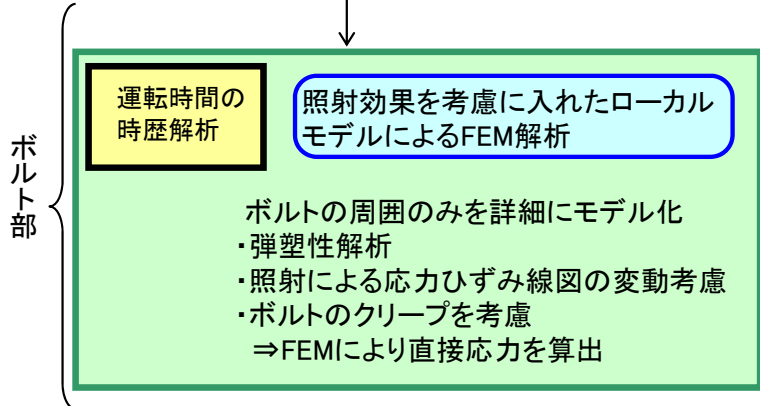 ボルト部
運転時間の
時歴解析
照射効果を考慮に入れたローカル
モデルによるFEM解析
ボルトの周囲のみを詳細にモデル化
・弾塑性解析
・照射による応力ひずみ線図の変動考慮
・ボルトのクリープを考慮
⇒FEMにより直接応力を算出